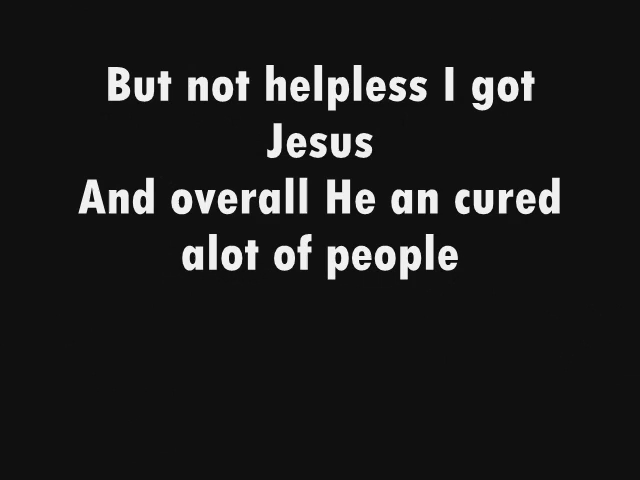 But not helpless I got
Jesus
And overall He an cured
alot of people